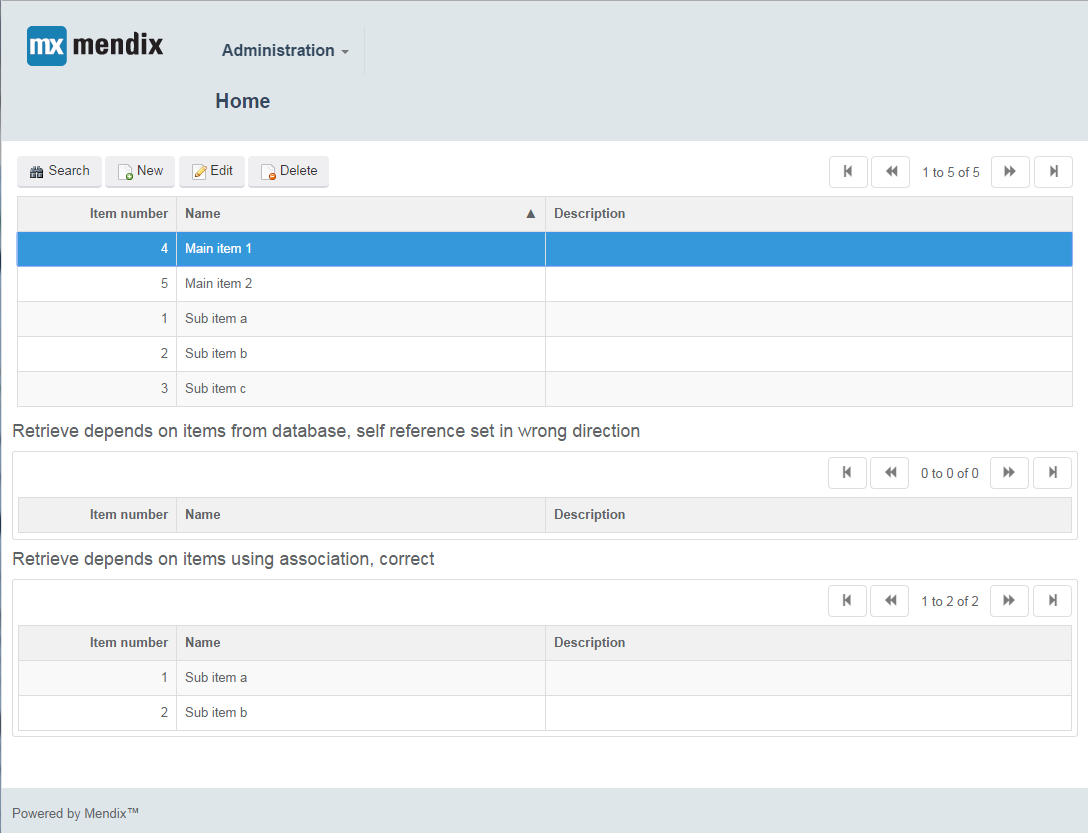 mx mendix
Administration
Home
Search New Edit Delete 1 to 5 of 5
Item number Name ▲ Description
4 Main item 1
5 Main item 2
1 Sub item a
2 Sub item b
3 Sub item c
Retrieve depends on items from database, self reference set in wrong direction
0 to 0 of 0
Item number Name Description
Retrieve depends on items using association, correct
1 to 2 of 2
Item number Name Description
1 Sub item a
2 Sub item b
Powered by Mendix™